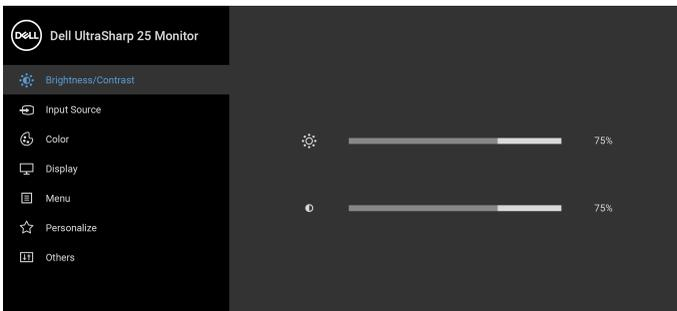 DELL
Dell UltraSharp 25 Monitor
Brightness/Contrast
Input Source
Color
Display
Menu
Personalize
Others
75%
75%